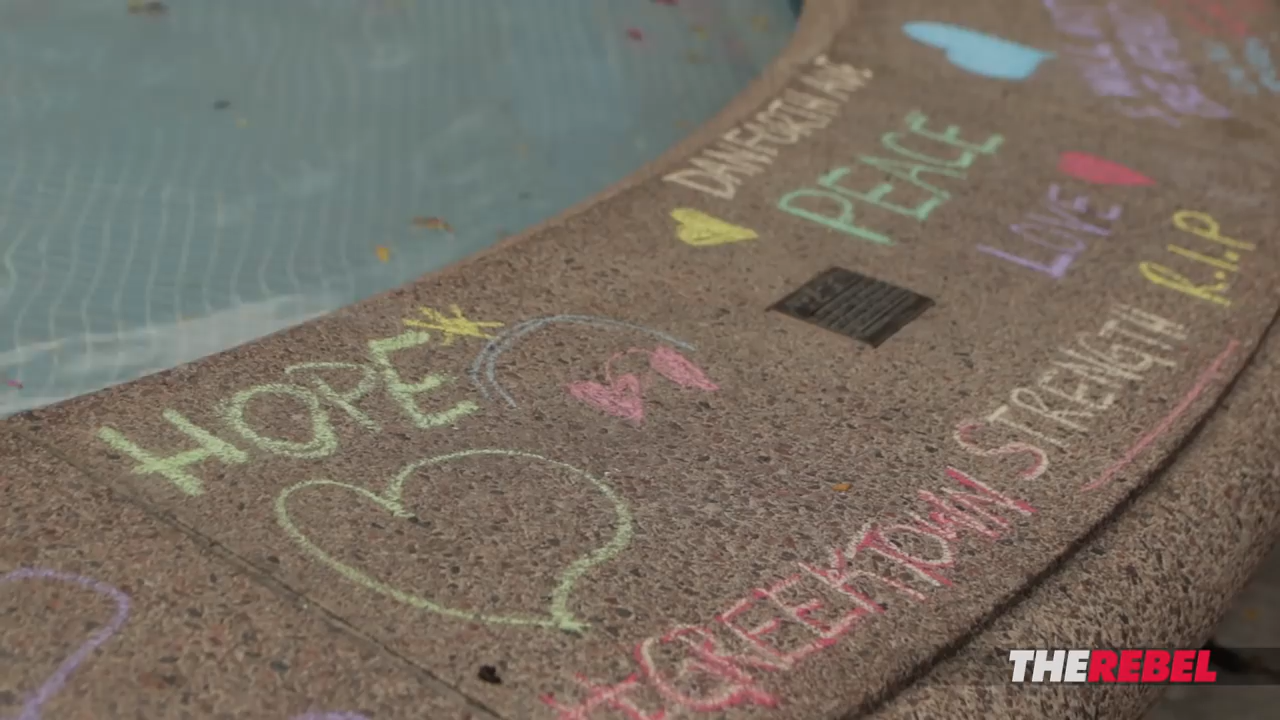 DANFORTH AVE.
PEACE
LOVE
R.I.P
HOPE
#GREEKTOWN STRENGTH
THEREBEL